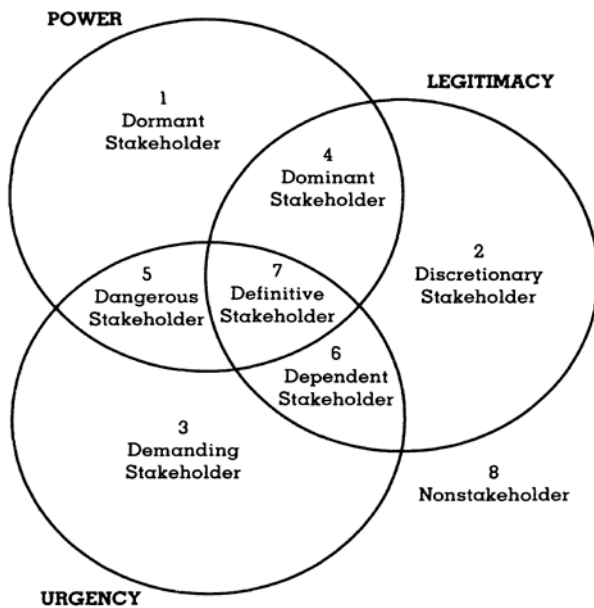 POWER
LEGITIMACY
1
Dormant
Stakeholder
4
Dominant
Stakeholder
2
Discretionary
Stakeholder
5
Dangerous
Stakeholder
7
Definitive
Stakeholder
6
Dependent
Stakeholder
3
Demanding
Stakeholder
8
Nonstakeholder
URGENCY